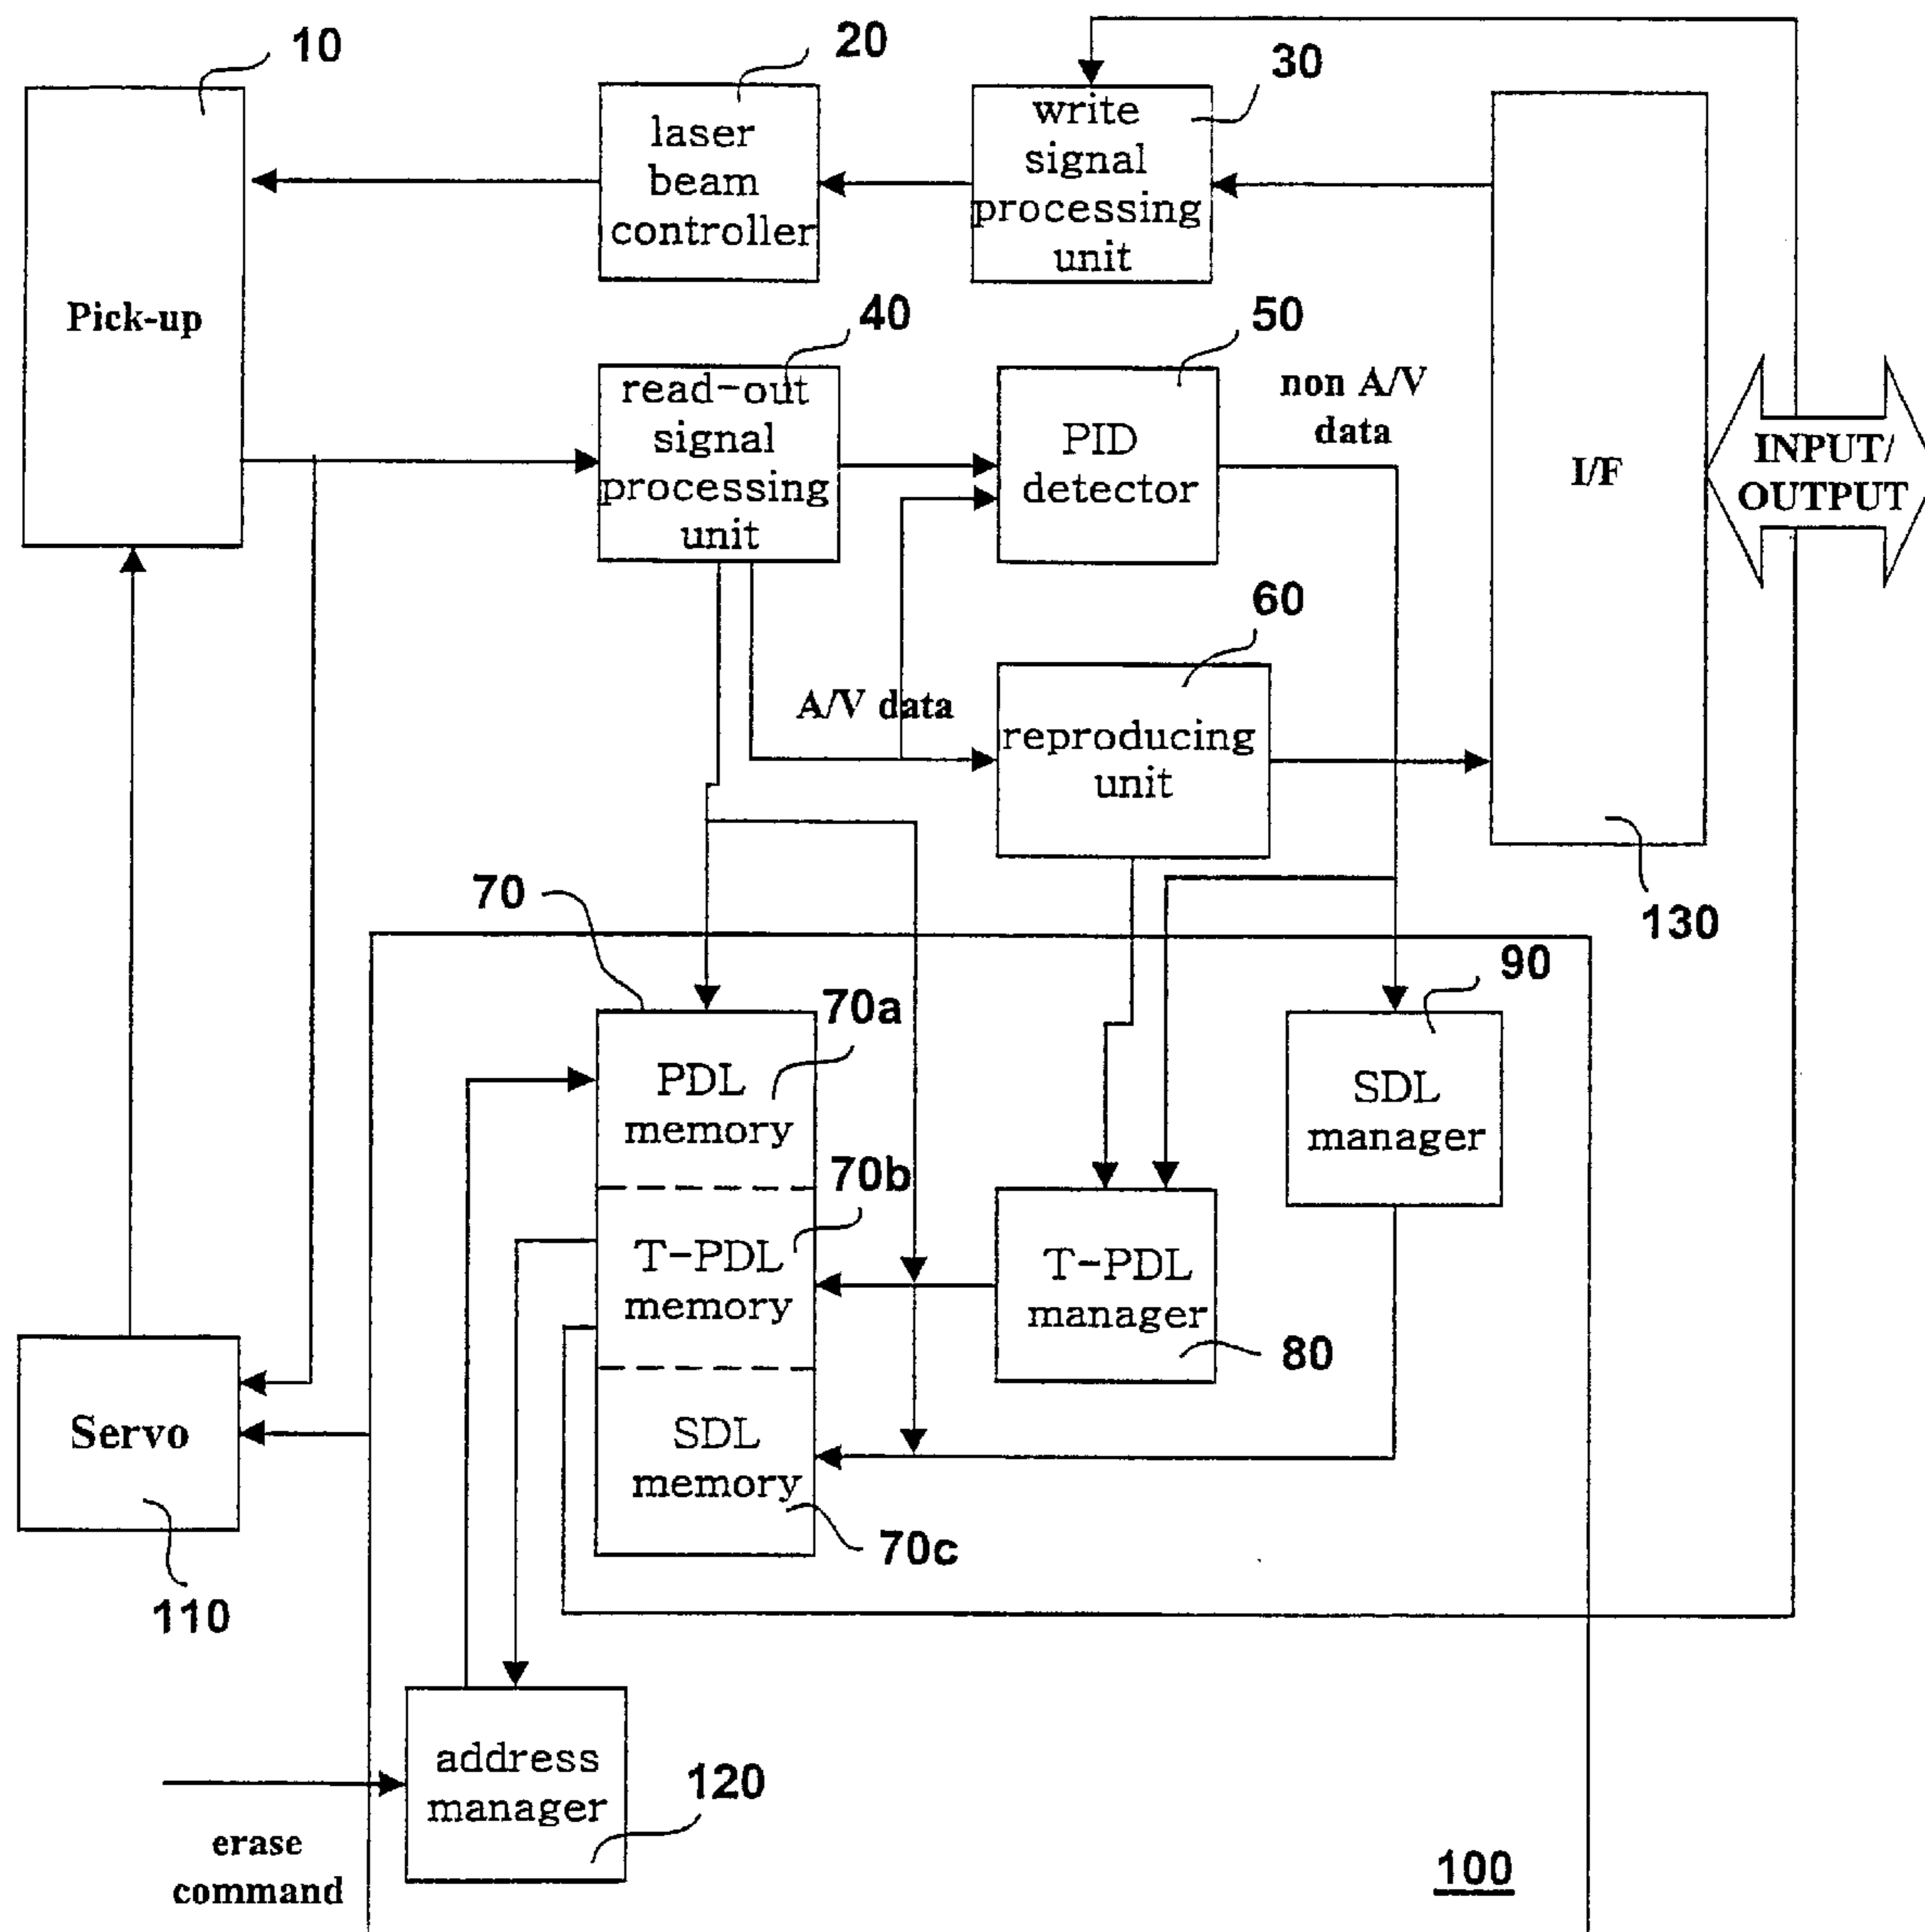 10
20
30
laser
beam
controller
write
signal
processing
unit
Pick-up
40
50
read-out
signal
processing
unit
PID
detector
non A/V
data
I/F
INPUT/
OUTPUT
60
A/V data
reproducing
unit
130
70
70a
90
PDL
memory
SDL
manager
70b
T-PDL
memory
T-PDL
manager
80
Servo
SDL
memory
70c
110
address
manager
120
erase
command
100